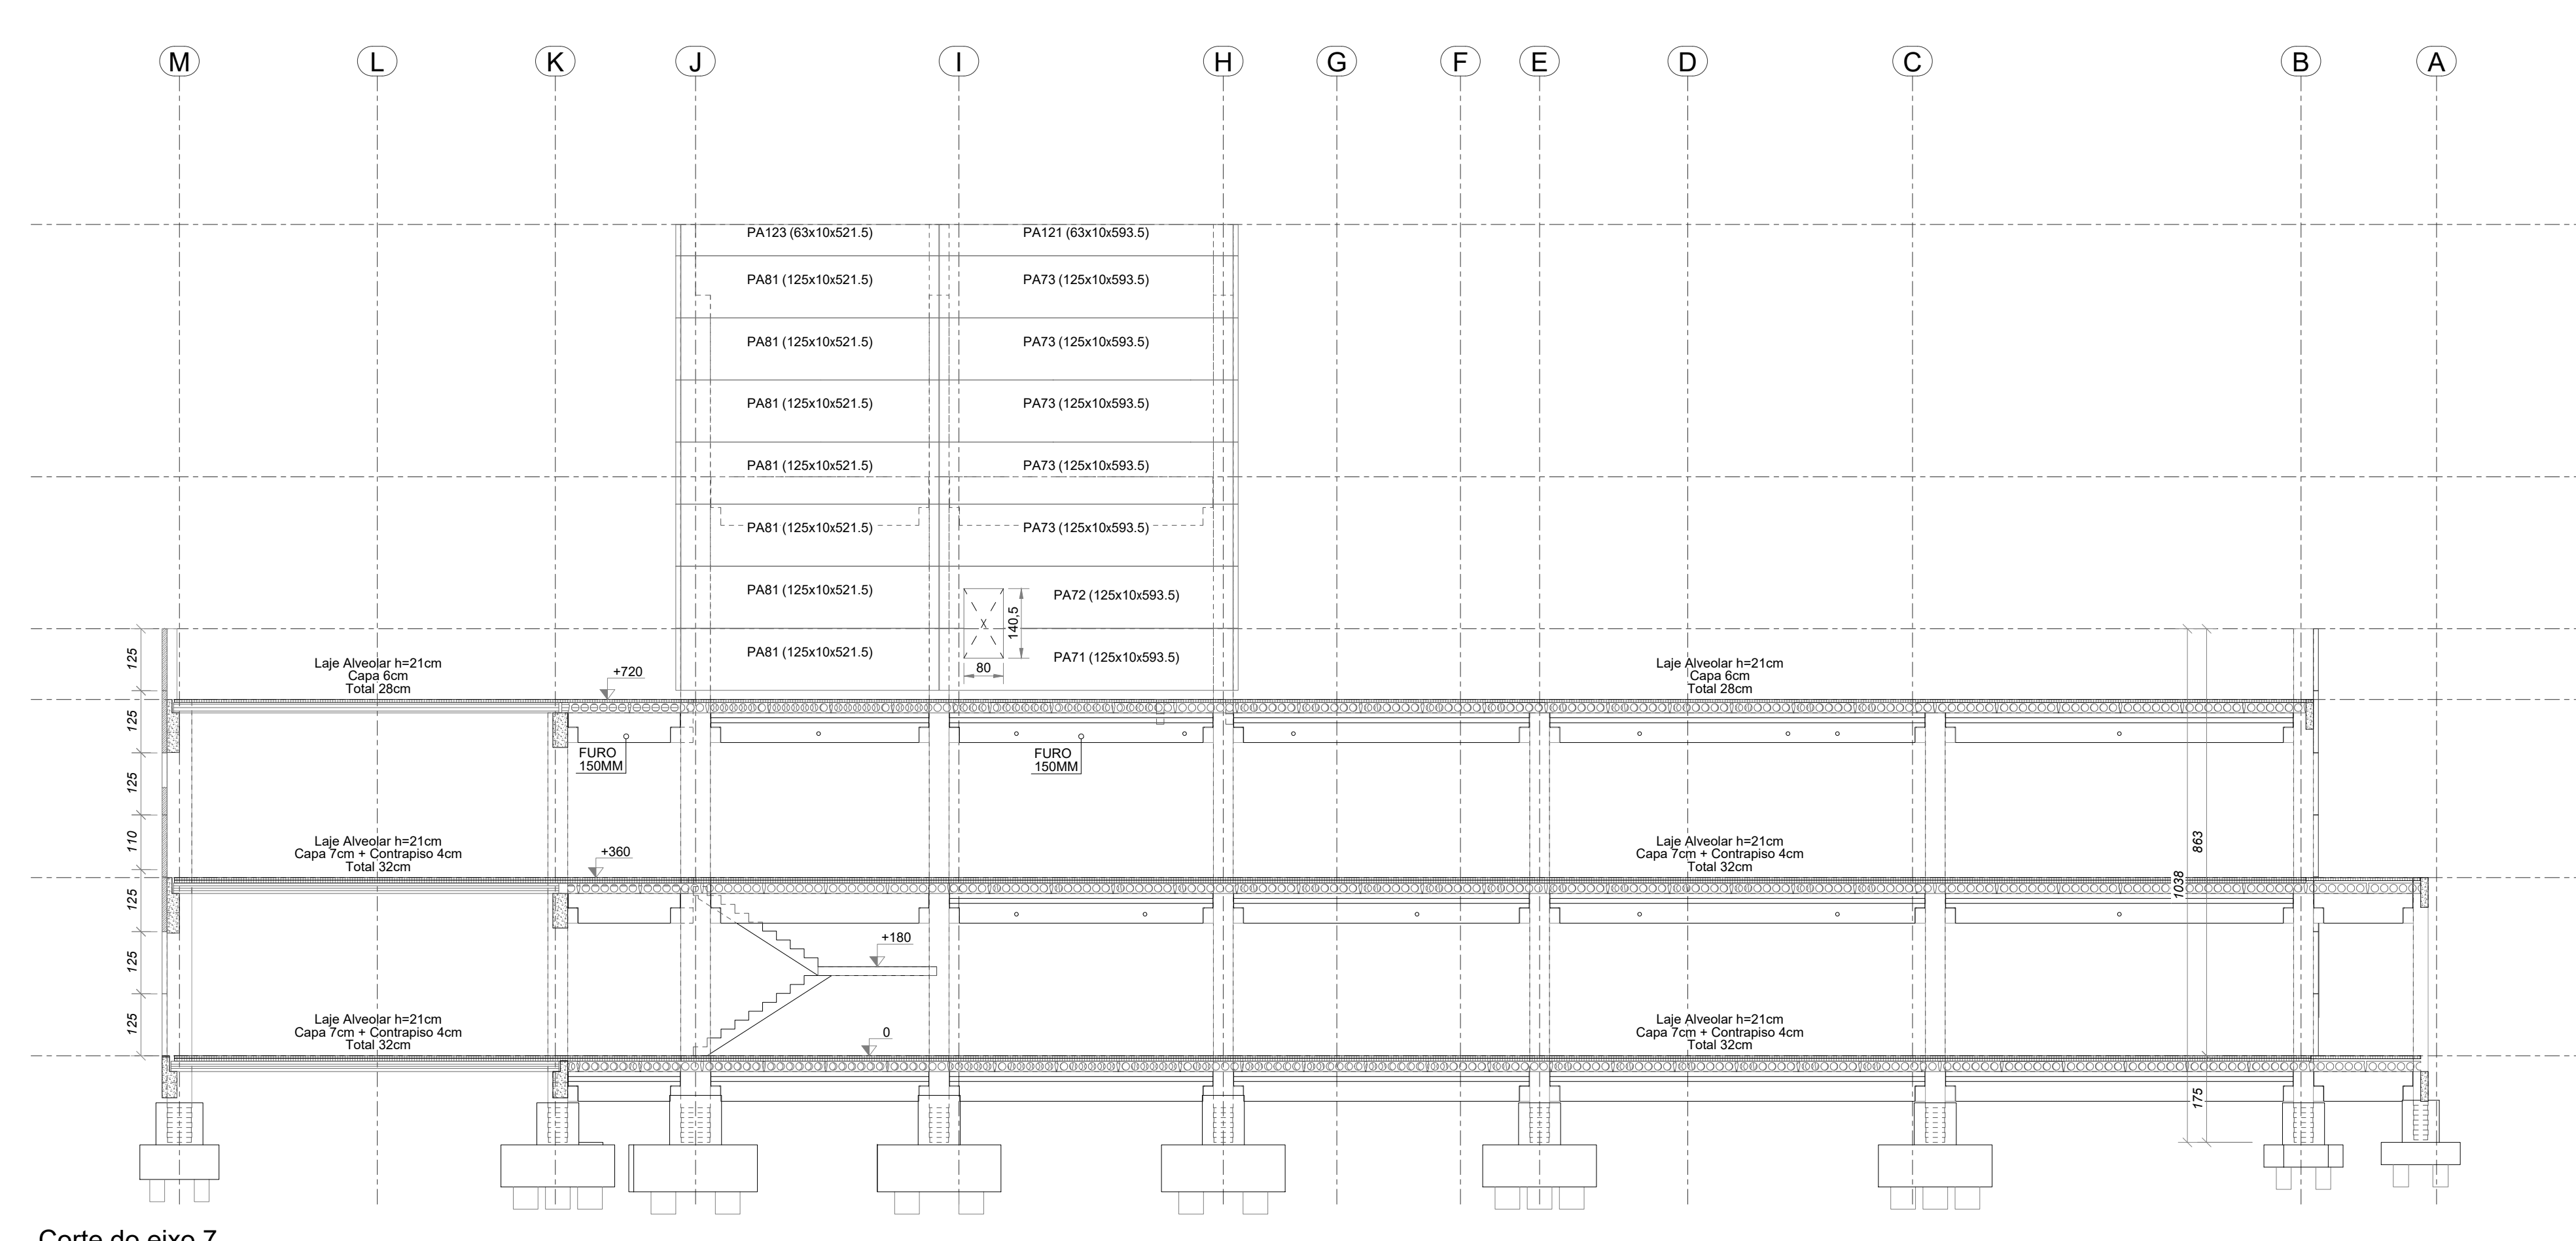 M L K J I H G F E D C B A
PA123 (63x10x521.5) PA121 (63x10x593.5)
PA81 (125x10x521.5) PA73 (125x10x593.5)
PA81 (125x10x521.5) PA73 (125x10x593.5)
PA81 (125x10x521.5) PA73 (125x10x593.5)
PA81 (125x10x521.5) PA73 (125x10x593.5)
PA81 (125x10x521.5) PA73 (125x10x593.5)
PA81 (125x10x521.5) PA72 (125x10x593.5)
X
140,5
80
PA81 (125x10x521.5) PA71 (125x10x593.5)
125
Laje Alveolar h=21cm
Capa 6cm
Total 28cm
+720
Laje Alveolar h=21cm
Capa 6cm
Total 28cm
125
FURO
150MM
FURO
150MM
125
110
Laje Alveolar h=21cm
Capa 7cm + Contrapiso 4cm
Total 32cm
+360
Laje Alveolar h=21cm
Capa 7cm + Contrapiso 4cm
Total 32cm
863
1038
125
+180
125
125
Laje Alveolar h=21cm
Capa 7cm + Contrapiso 4cm
Total 32cm
0
Laje Alveolar h=21cm
Capa 7cm + Contrapiso 4cm
Total 32cm
175
Corte do eixo 7